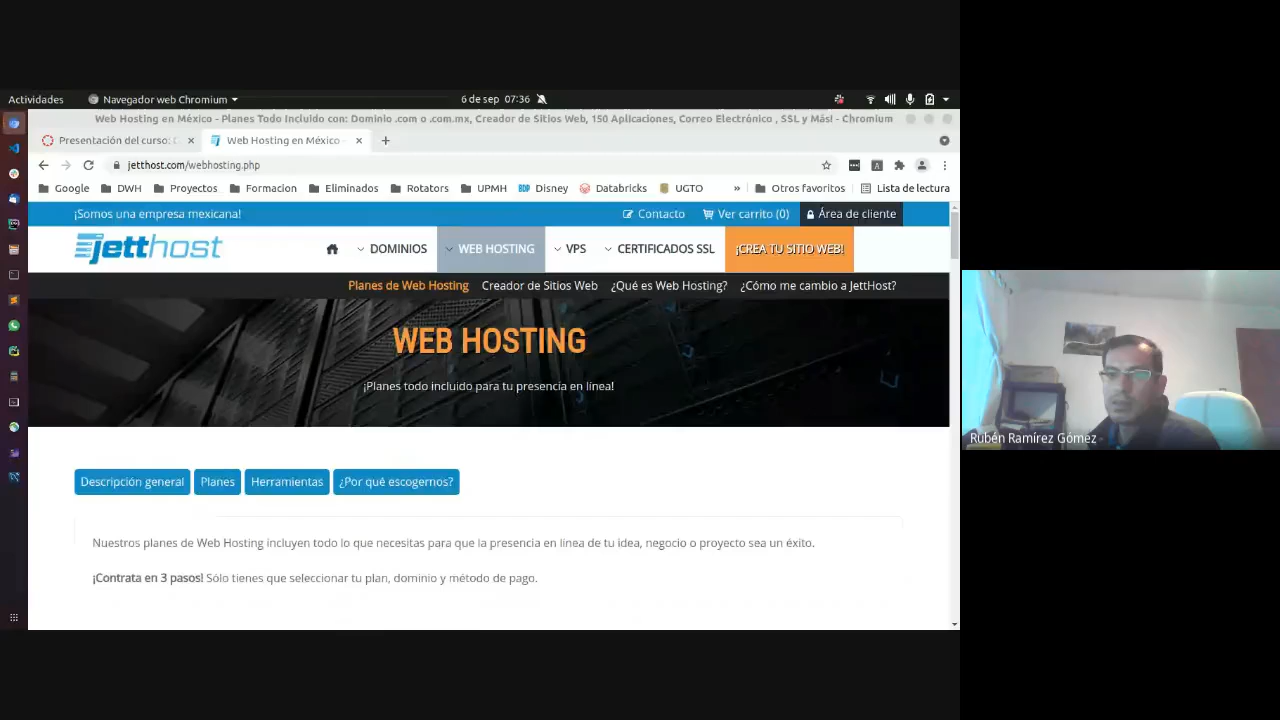 Actividades
Navegador web Chromium
6 de sep 07:36
Web Hosting en México - Planes Todo Incluido con: Dominio .com o .com.mx, Creador de Sitios Web, 150 Aplicaciones, Correo Electrónico , SSL y Más! - Chromium
Presentación del curso:
Web Hosting en México -
jetthost.com/webhosting.php
Google
DWH
Proyectos
Formacion
Eliminados
Rotators
UPMH
BDP Disney
Databricks
UGTO
»
Otros favoritos
Lista de lectura
¡Somos una empresa mexicana!
Contacto
Ver carrito (0)
Área de cliente
jetthost
DOMINIOS
WEB HOSTING
VPS
CERTIFICADOS SSL
¡CREA TU SITIO WEB!
Planes de Web Hosting
Creador de Sitios Web
¿Qué es Web Hosting?
¿Cómo me cambio a JettHost?
WEB HOSTING
¡Planes todo incluido para tu presencia en línea!
Descripción general
Planes
Herramientas
¿Por qué escogernos?
Nuestros planes de Web Hosting incluyen todo lo que necesitas para que la presencia en línea de tu idea, negocio o proyecto sea un éxito.
¡Contrata en 3 pasos! Sólo tienes que seleccionar tu plan, dominio y método de pago.
Rubén Ramírez Gómez